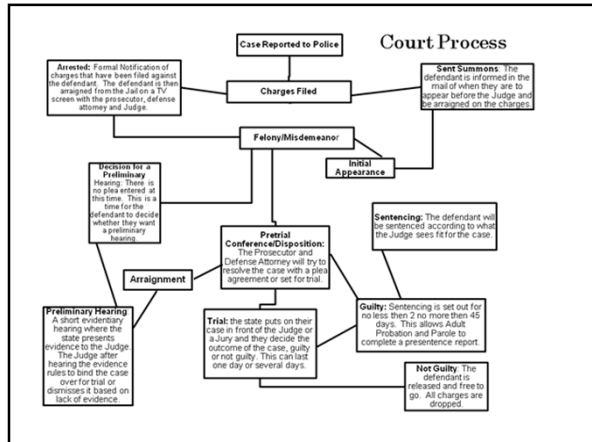 Case Reported to Police
Court Process
Arrested: Formal Notification of
charges that have been filed against
the defendant. The defendant is then
arraigned from the Jail on a TV
screen with the prosecutor, defense
attorney and Judge.
Charges Filed
Sent Summons: The
defendant is informed in the
mail of when they are to
appear before the Judge and
be arraigned on the charges.
Felony/Misdemeanor
Initial
Appearance
Decision for a
Preliminary
Hearing: There is
no plea entered at
this time. This is a
time for the
defendant to decide
whether they want a
preliminary
hearing.
Sentencing: The defendant will
be sentenced according to what
the Judge sees fit for the case.
Pretrial
Conference/Disposition:
The Prosecutor and
Defense Attorney will try to
resolve the case with a plea
agreement or set for trial.
Arraignment
Preliminary Hearing
A short evidentiary
hearing where the
state presents
evidence to the Judge.
The Judge after
hearing the evidence
rules to bind the case
over for trial or
dismisses it based on
lack of evidence.
Trial: the state puts on their
case in front of the Judge or
a Jury and they decide the
outcome of the case, guilty
or not guilty. This can last
one day or several days.
Guilty: Sentencing is set out for
no less then 2 no more then 45
days. This allows Adult
Probation and Parole to
complete a presentence report.
Not Guilty: The
defendant is
released and free to
go. All charges are
dropped.